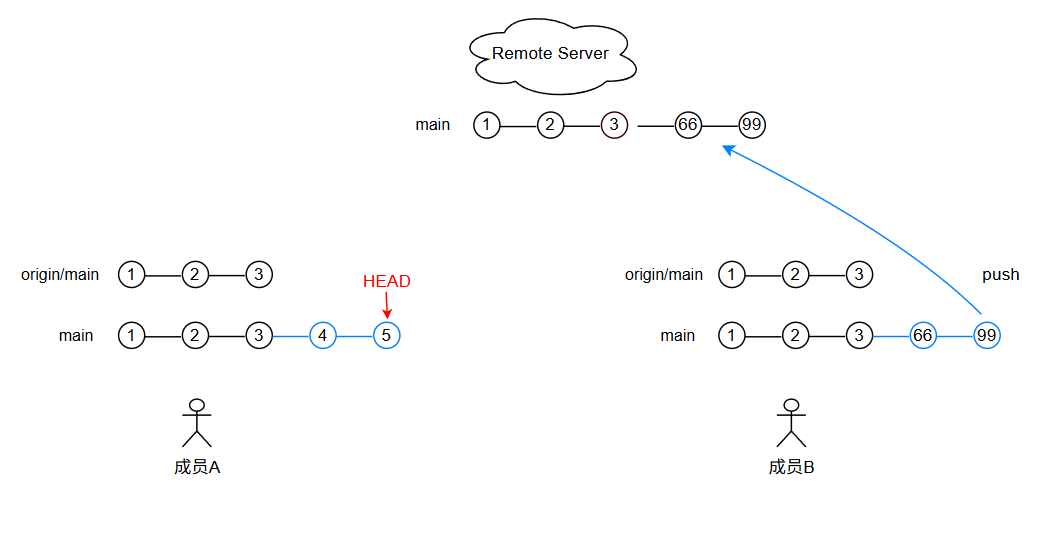 Remote Server
main 1 2 3 66 99
origin/main 1 2 3
HEAD
main 1 2 3 4 5
成员A
origin/main 1 2 3
push
main 1 2 3 66 99
成员B